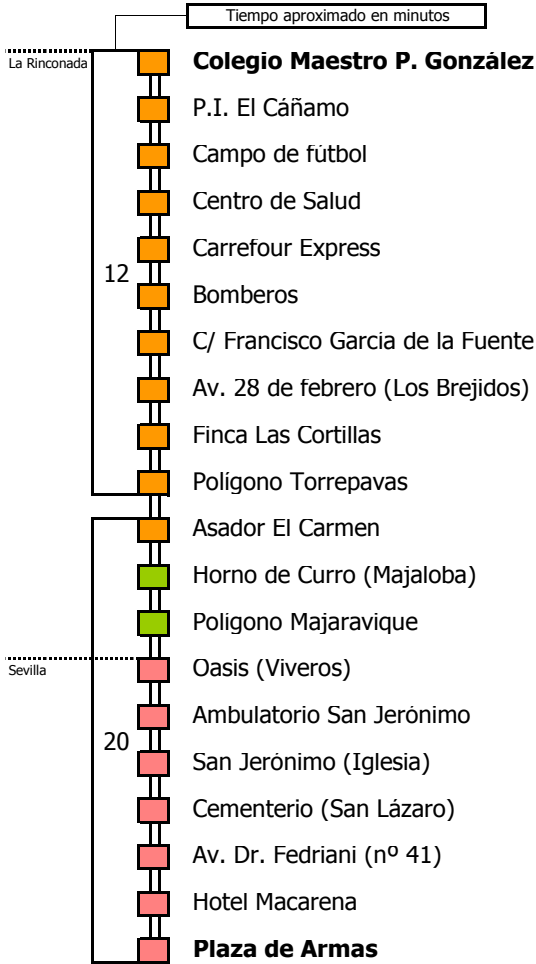 Tiempo aproximado en minutos
La Rinconada
Colegio Maestro P. González
P.I. El Cáñamo
Campo de fútbol
Centro de Salud
Carrefour Express
12
Bomberos
C/ Francisco García de la Fuente
Av. 28 de febrero (Los Brejidos)
Finca Las Cortillas
Polígono Torrepavas
Asador El Carmen
Horno de Curro (Majaloba)
Polígono Majaravique
Sevilla
Oasis (Viveros)
Ambulatorio San Jerónimo
20
San Jerónimo (Iglesia)
Cementerio (San Lázaro)
Av. Dr. Fedriani (nº 41)
Hotel Macarena
Plaza de Armas